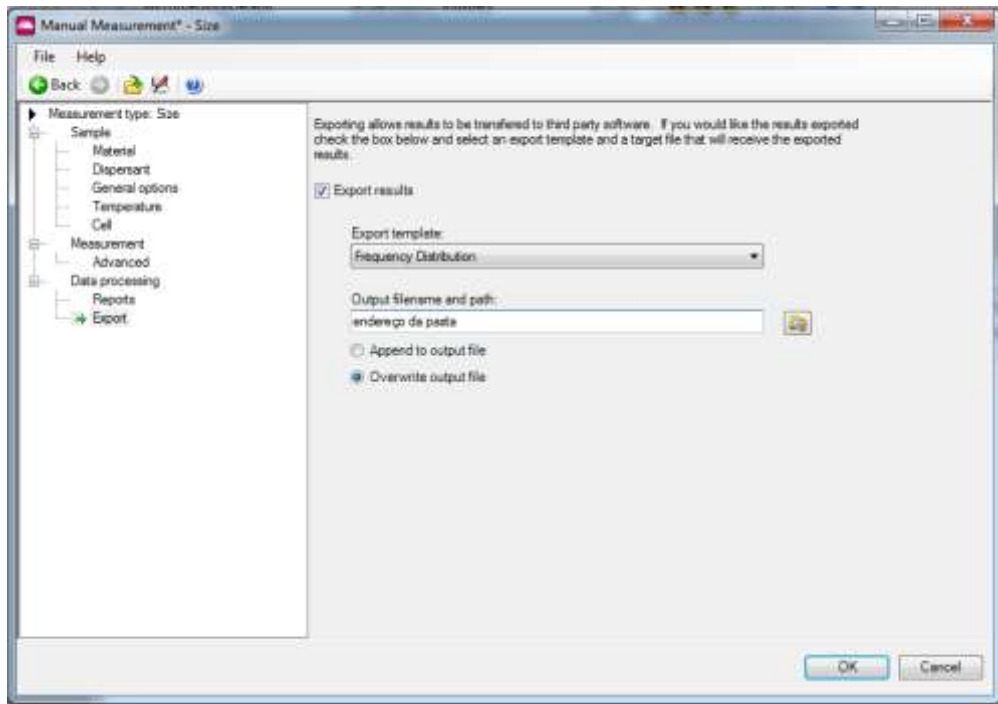 Manual Measurement* - Size
File Help
Back
Measurement type: Size
Sample
Material
Dispersant
General options
Temperature
Cell
Measurement
Advanced
Data processing
Reports
Export
Exporting allows results to be transfered to third party software. If you would like the results exported
check the box below and select an export template and a target file that will receive the exported
results.
Export results
Export template:
Frequency Distribution
Output filename and path:
endereço da pasta
Append to output file
Overwrite output file
OK Cancel